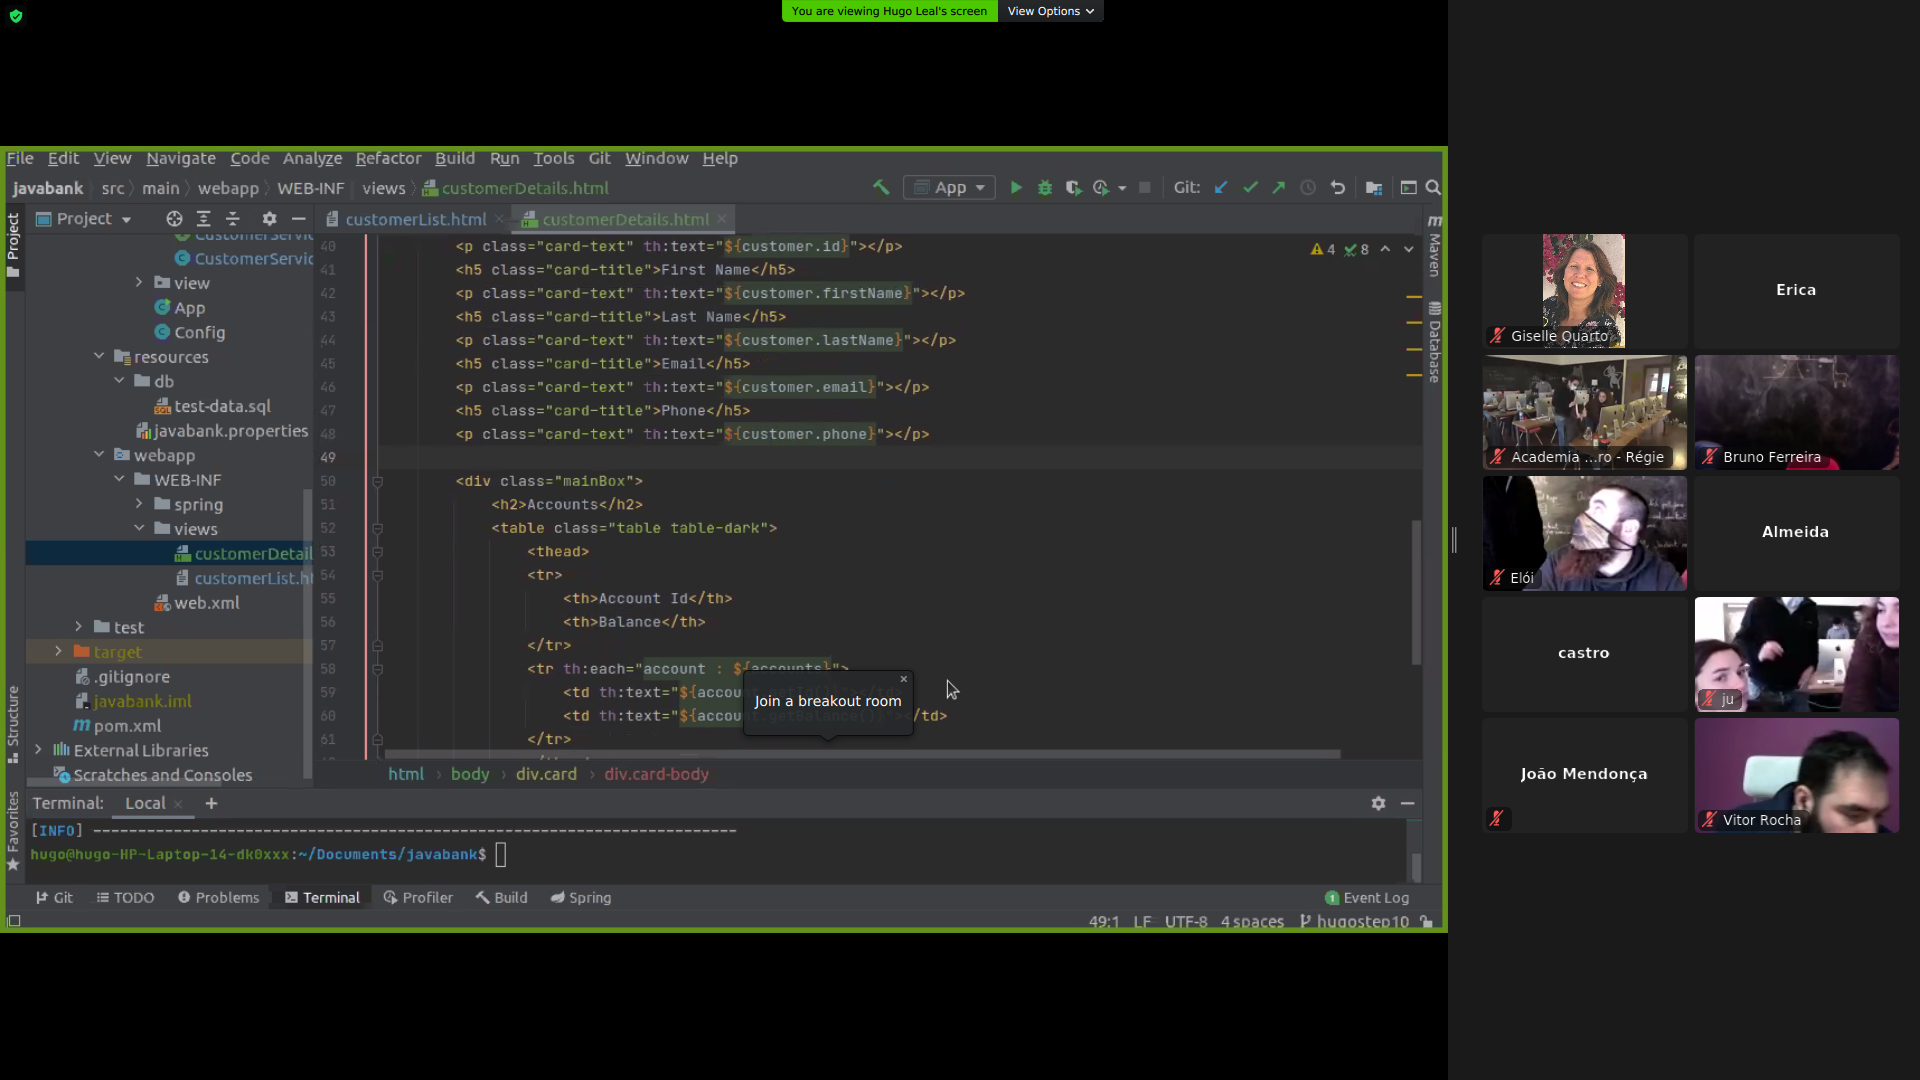 You are viewing Hugo Leal's screen View Options
File Edit View Navigate Code Analyze Refactor Build Run Tools Git Window Help
javabank src main webapp WEB-INF views customerDetails.html
App Git:
Project customerList.html customerDetails.html
Project
Structure
Favorites
Maven
Database
CustomerServic
view
App
Config
resources
db
test-data.sql
javabank.properties
webapp
WEB-INF
spring
views
customerDetail
customerList.ht
web.xml
test
target
.gitignore
javabank.iml
pom.xml
External Libraries
Scratches and Consoles
4 8
40 <p class="card-text" th:text="${customer.id}"></p>
41 <h5 class="card-title">First Name</h5>
42 <p class="card-text" th:text="${customer.firstName}"></p>
43 <h5 class="card-title">Last Name</h5>
44 <p class="card-text" th:text="${customer.lastName}"></p>
45 <h5 class="card-title">Email</h5>
46 <p class="card-text" th:text="${customer.email}"></p>
47 <h5 class="card-title">Phone</h5>
48 <p class="card-text" th:text="${customer.phone}"></p>
49
50 <div class="mainBox">
51 <h2>Accounts</h2>
52 <table class="table table-dark">
53 <thead>
54 <tr>
55 <th>Account Id</th>
56 <th>Balance</th>
57 </tr>
58 <tr th:each="account : ${accounts}">
59 <td th:text="${accoun
60 <td th:text="${account.getBalance()}"></td>
61 </tr>
Join a breakout room
html body div.card div.card-body
Terminal: Local
[INFO] ------------------------------------------------------------------------
hugo@hugo-HP-Laptop-14-dk0xxx:~/Documents/javabank$
Git TODO Problems Terminal Profiler Build Spring 1 Event Log
49:1 LF UTF-8 4 spaces hugostep10
Giselle Quarto
Erica
Academia ...ro - Régie
Bruno Ferreira
Elói
Almeida
castro
ju
João Mendonça
Vitor Rocha